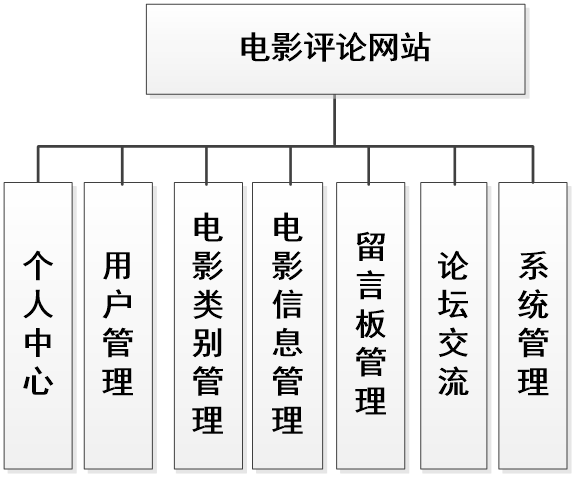 电影评论网站
个人中心
用户管理
电影类别管理
电影信息管理
留言板管理
论坛交流
系统管理